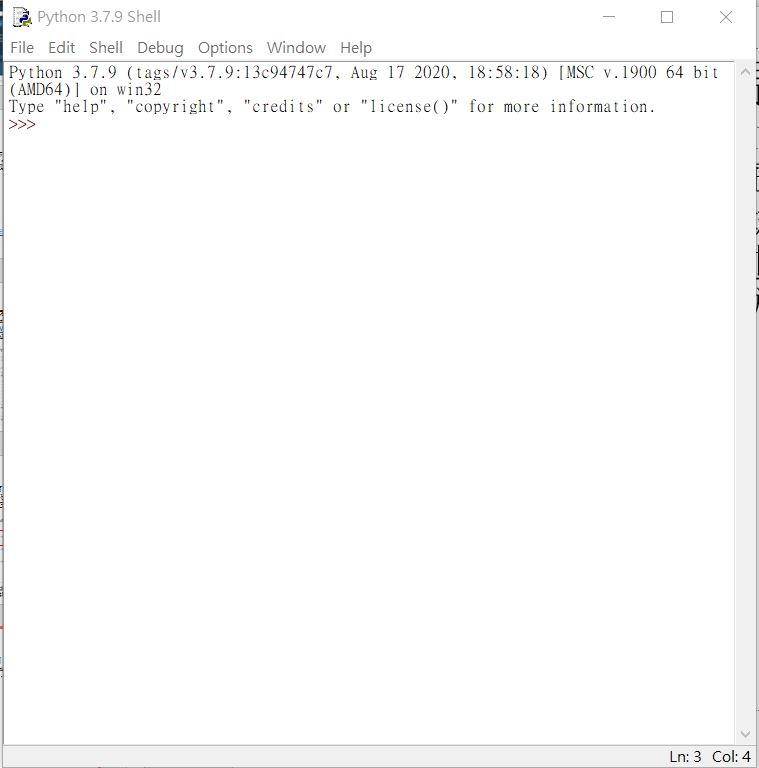 Python 3.7.9 Shell
File Edit Shell Debug Options Window Help
Python 3.7.9 (tags/v3.7.9:13c94747c7, Aug 17 2020, 18:58:18) [MSC v.1900 64 bit
(AMD64)] on win32
Type "help", "copyright", "credits" or "license()" for more information.
>>>
Ln: 3 Col: 4